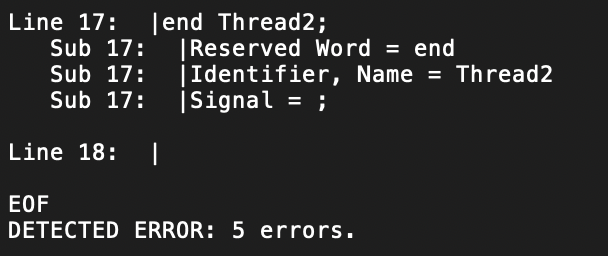 Line 17:  |end Thread2;
   Sub 17:  |Reserved Word = end
   Sub 17:  |Identifier, Name = Thread2
   Sub 17:  |Signal = ;

Line 18:  |

EOF
DETECTED ERROR: 5 errors.